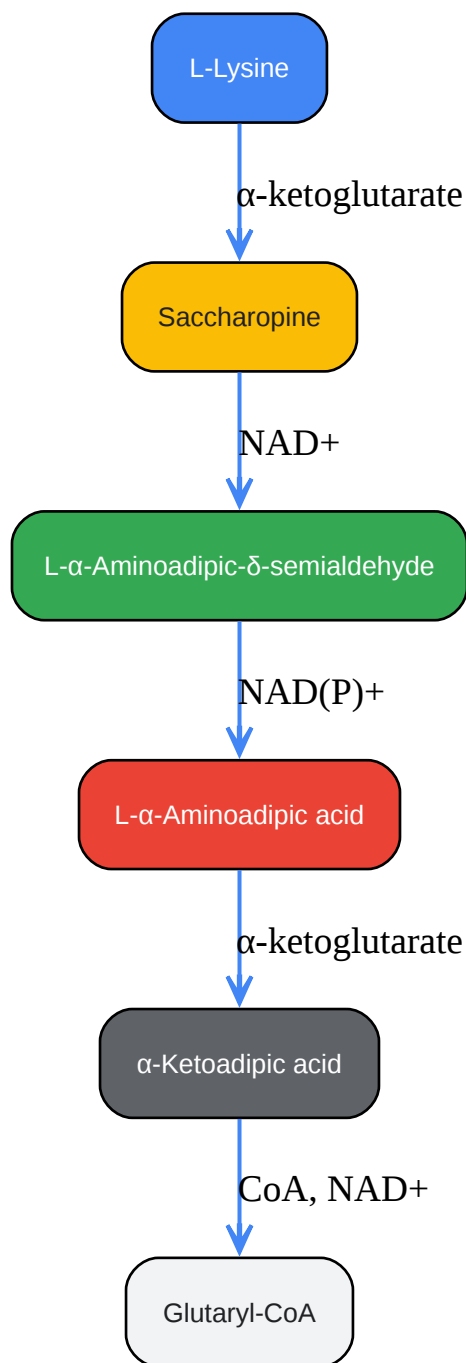 L-Lysine
α-ketoglutarate
Saccharopine
NAD+
L-α-Aminoadipic-δ-semialdehyde
NAD(P)+
L-α-Aminoadipic acid
α-ketoglutarate
α-Ketoadipic acid
CoA, NAD+
Glutaryl-CoA